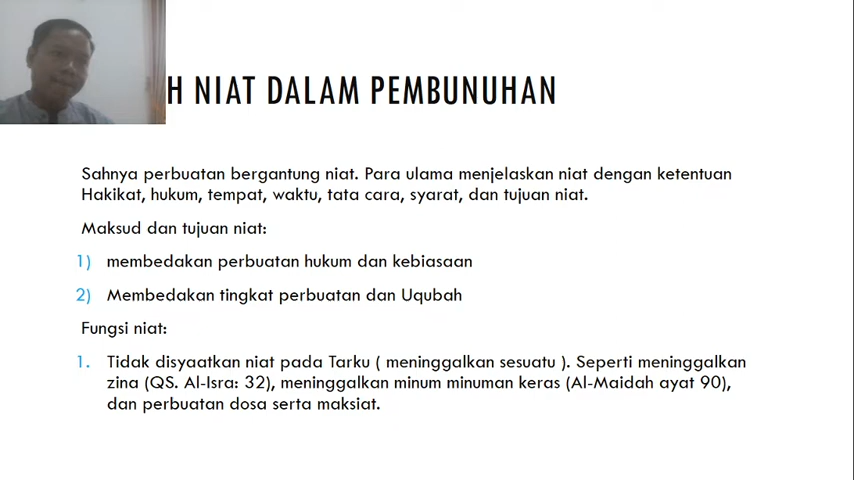 H NIAT DALAM PEMBUNUHAN
Sahnya perbuatan bergantung niat. Para ulama menjelaskan niat dengan ketentuan
Hakikat, hukum, tempat, waktu, tata cara, syarat, dan tujuan niat.
Maksud dan tujuan niat:
1) membedakan perbuatan hukum dan kebiasaan
2) Membedakan tingkat perbuatan dan Uqubah
Fungsi niat:
1. Tidak disyaatkan niat pada Tarku ( meninggalkan sesuatu ). Seperti meninggalkan
zina (QS. Al-Isra: 32), meninggalkan minum minuman keras (Al-Maidah ayat 90),
dan perbuatan dosa serta maksiat.